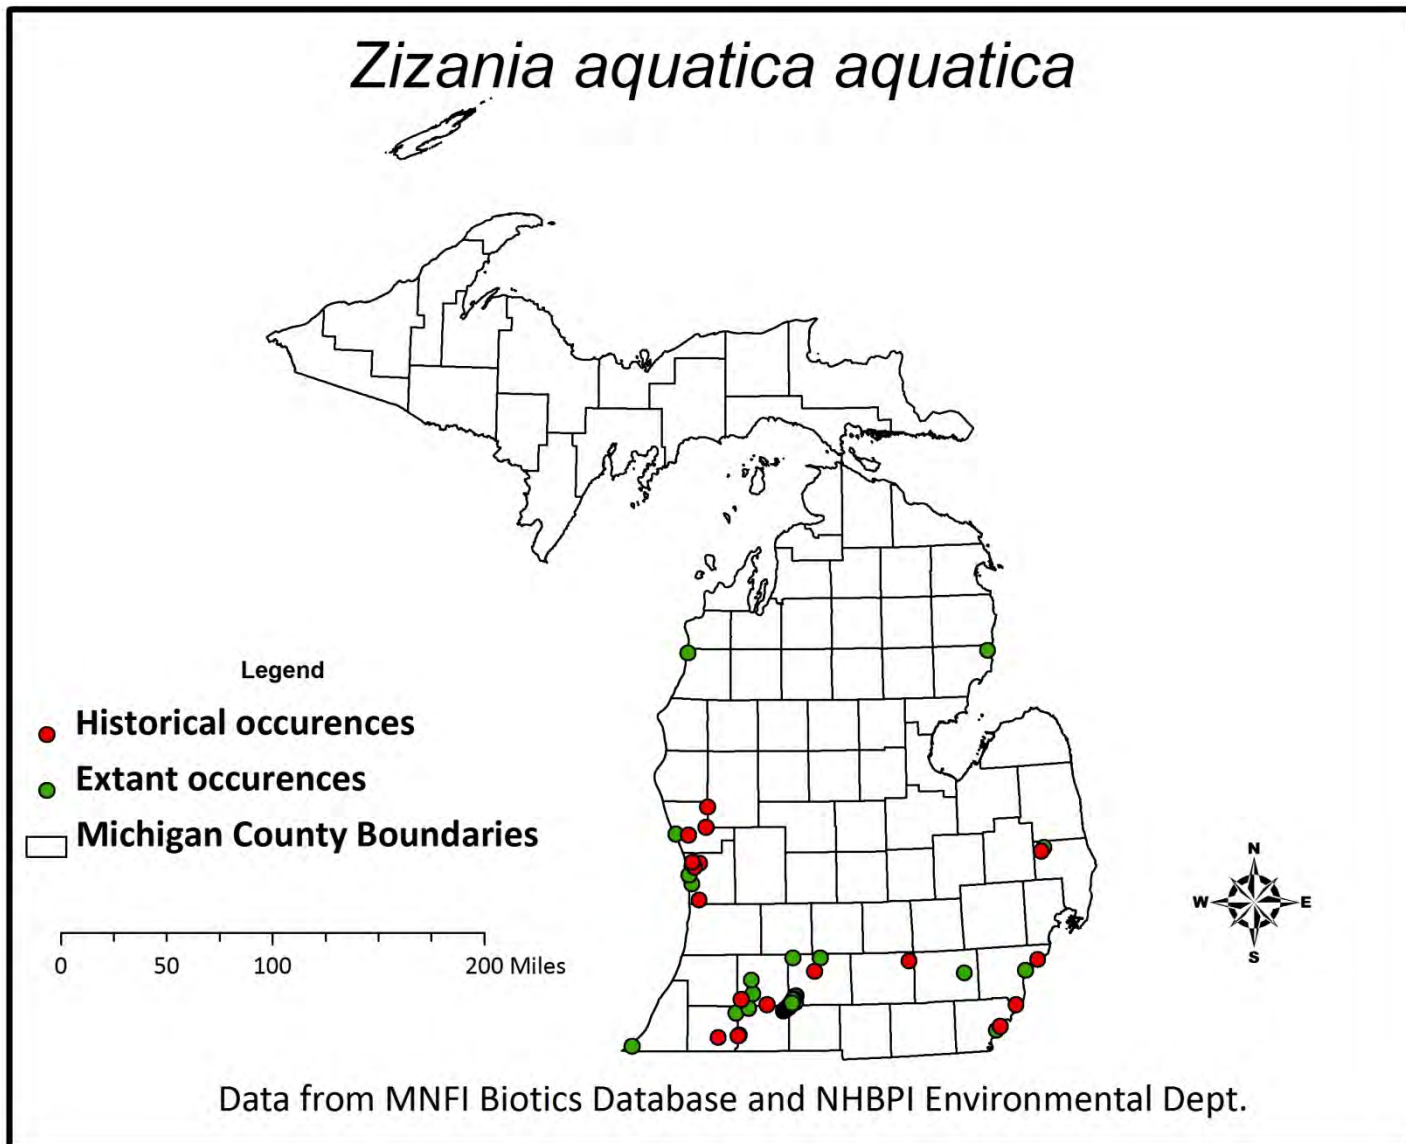 Zizania aquatica aquatica
Legend
Historical occurences
Extant occurences
Michigan County Boundaries
0 50 100 200 Miles
N
W E
S
Data from MNFI Biotics Database and NHBPI Environmental Dept.